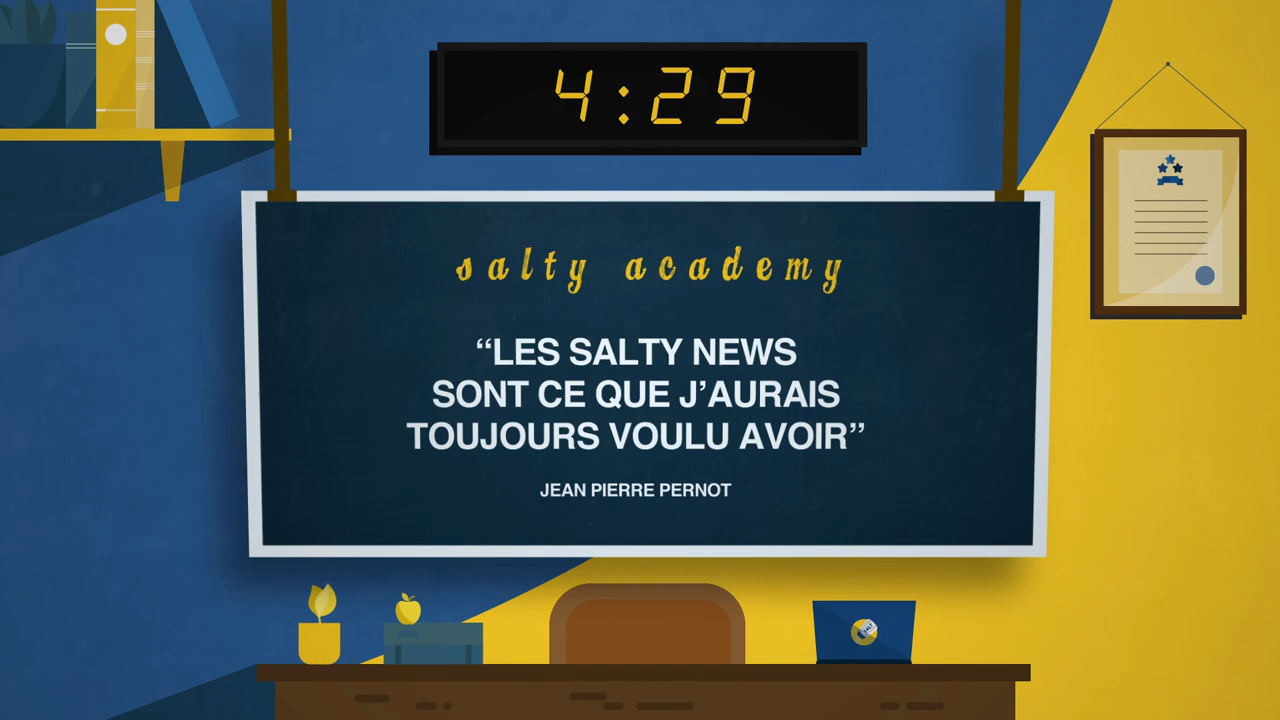 4:29
salty academy
“LES SALTY NEWS
SONT CE QUE J’AURAIS
TOUJOURS VOULU AVOIR”
JEAN PIERRE PERNOT